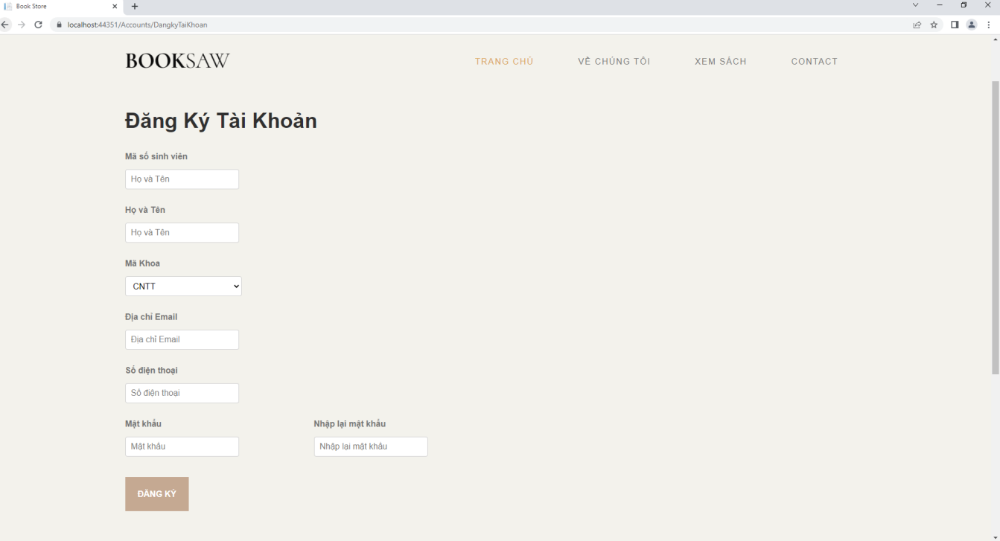 Book Store
localhost:44351/Accounts/DangkyTaiKhoan
BOOKSAW TRANG CHỦ VỀ CHÚNG TÔI XEM SÁCH CONTACT
Đăng Ký Tài Khoản
Mã số sinh viên
Họ và Tên
Họ và Tên
Họ và Tên
Mã Khoa
CNTT
Địa chỉ Email
Địa chỉ Email
Số điện thoại
Số điện thoại
Mật khẩu Nhập lại mật khẩu
Mật khẩu Nhập lại mật khẩu
ĐĂNG KÝ